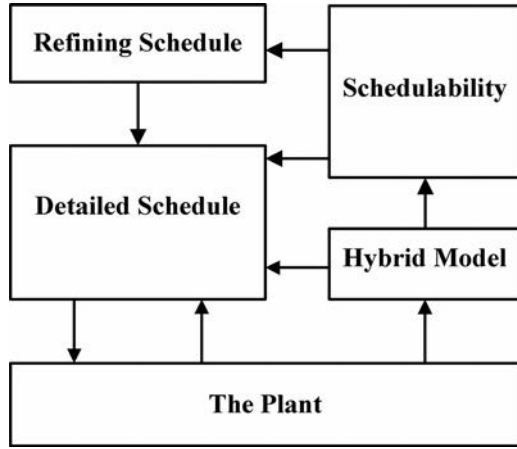 Refining Schedule
Schedulability
Detailed Schedule
Hybrid Model
The Plant